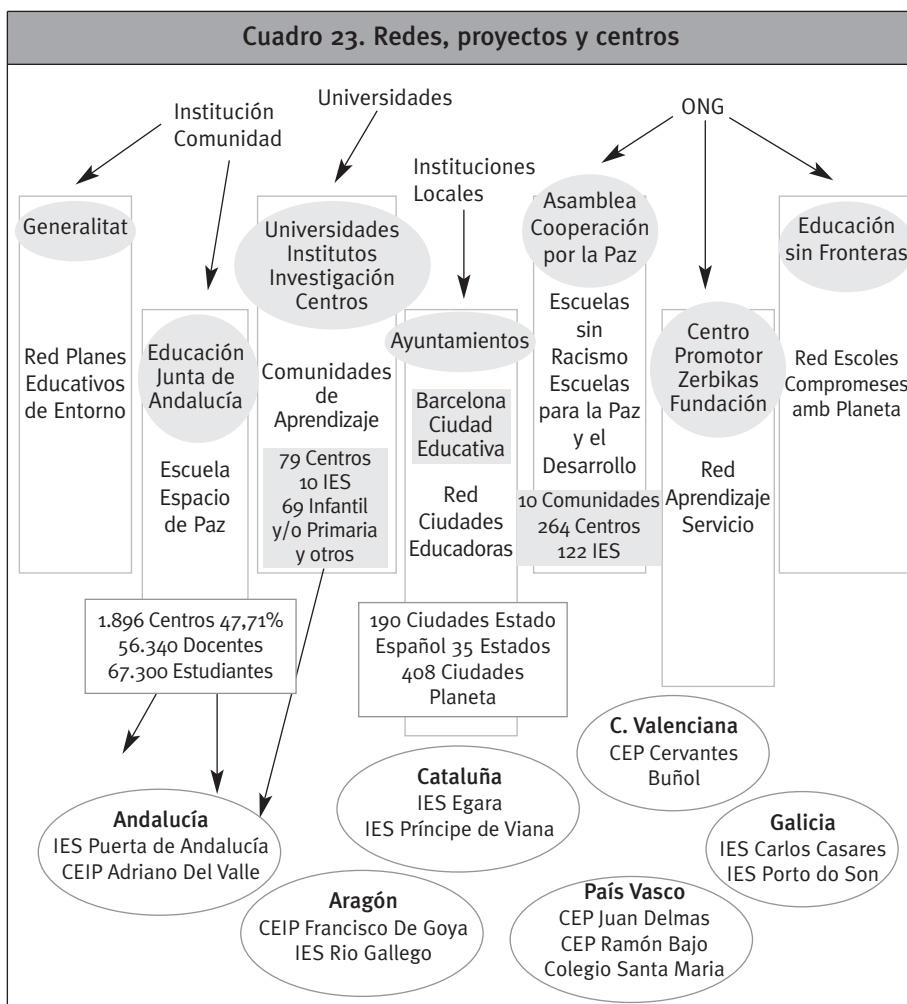 Cuadro 23. Redes, proyectos y centros
Institución
Comunidad
Universidades
Instituciones
Locales
ONG
Generalitat
Red Planes
Educativos
de Entorno
Educación
Junta de
Andalucía
Escuela
Espacio
de Paz
1.896 Centros 47,71%
56.340 Docentes
67.300 Estudiantes
Universidades
Institutos
Investigación
Centros
Comunidades
de
Aprendizaje
79 Centros
10 IES
69 Infantil
y/o Primaria
y otros
Ayuntamientos
Barcelona
Ciudad
Educativa
Red
Ciudades
Educadoras
190 Ciudades Estado
Español 35 Estados
408 Ciudades
Planeta
Asamblea
Cooperación
por la Paz
Escuelas
sin
Racismo
Escuelas
para la Paz
y el
Desarrollo
10 Comunidades
264 Centros
122 IES
Centro
Promotor
Zerbikas
Fundación
Red
Aprendizaje
Servicio
Educación
sin Fronteras
Red Escoles
Compromeses
amb Planeta
Andalucía
IES Puerta de Andalucía
CEIP Adriano Del Valle
Aragón
CEIP Francisco De Goya
IES Rio Gallego
Cataluña
IES Egara
IES Príncipe de Viana
C. Valenciana
CEP Cervantes
Buñol
País Vasco
CEP Juan Delmas
CEP Ramón Bajo
Colegio Santa Maria
Galicia
IES Carlos Casares
IES Porto do Son